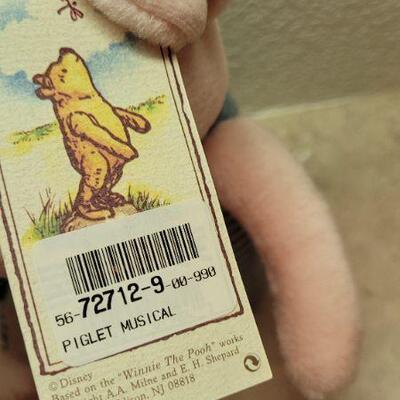 56-72712-9-00-990
PIGLET MUSICAL
© Disney
Based on the "Winnie The Pooh" works
A.A. Milne and E. H. Shepard
NJ 08818